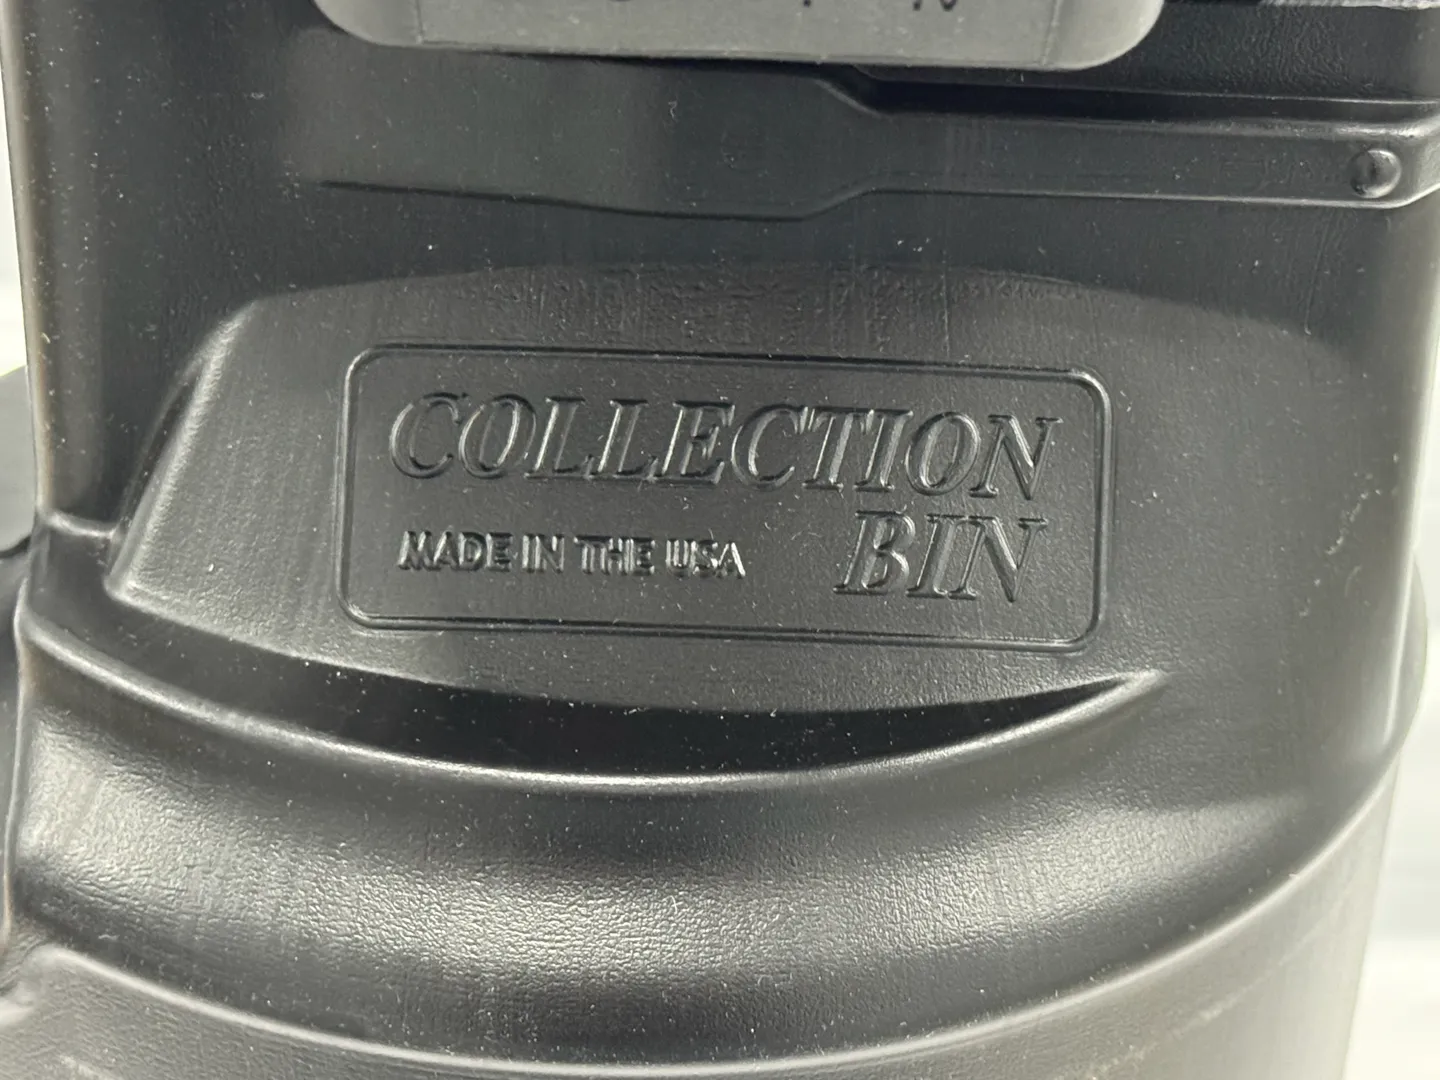 COLLECTION
MADE IN THE USA BIN